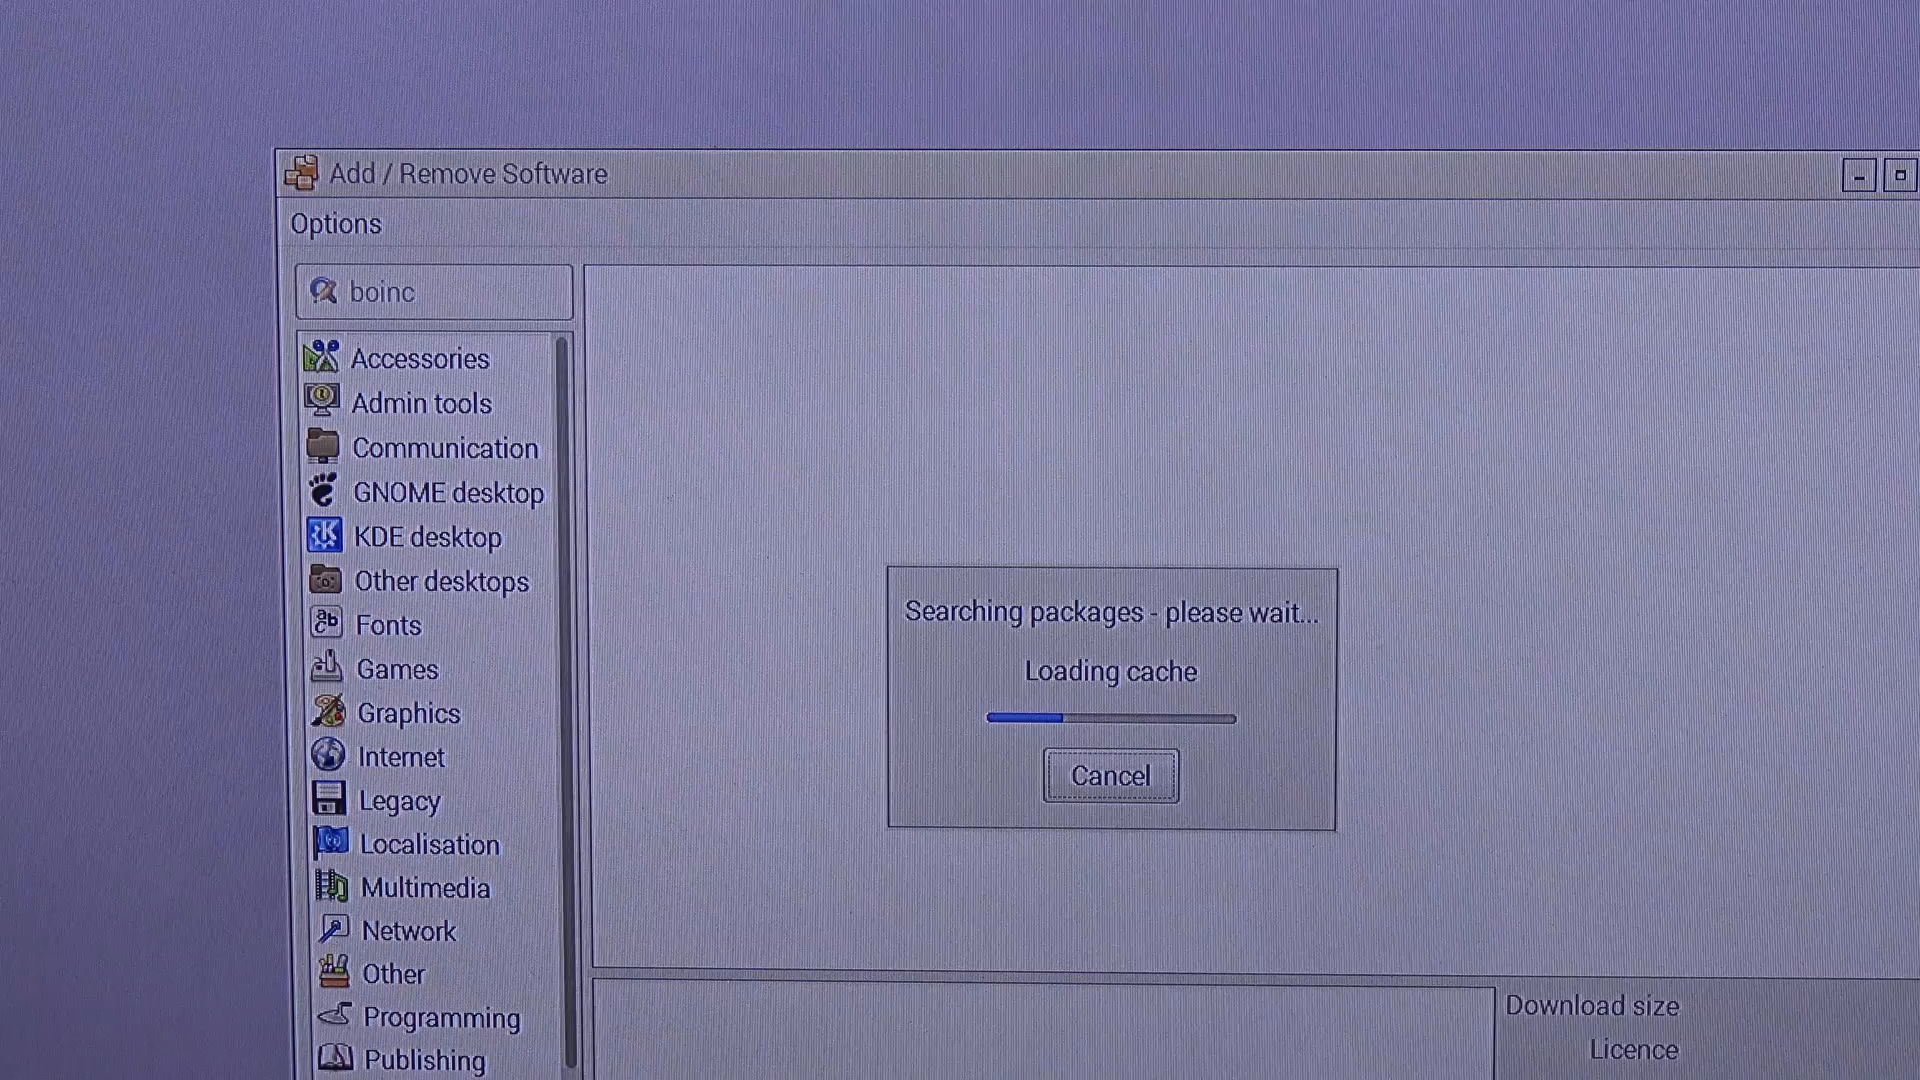 Add / Remove Software
Options
boinc
Accessories
Admin tools
Communication
GNOME desktop
KDE desktop
Other desktops
Fonts
Games
Graphics
Internet
Legacy
Localisation
Multimedia
Network
Other
Programming
Publishing
Searching packages - please wait...
Loading cache
Cancel
Download size
Licence